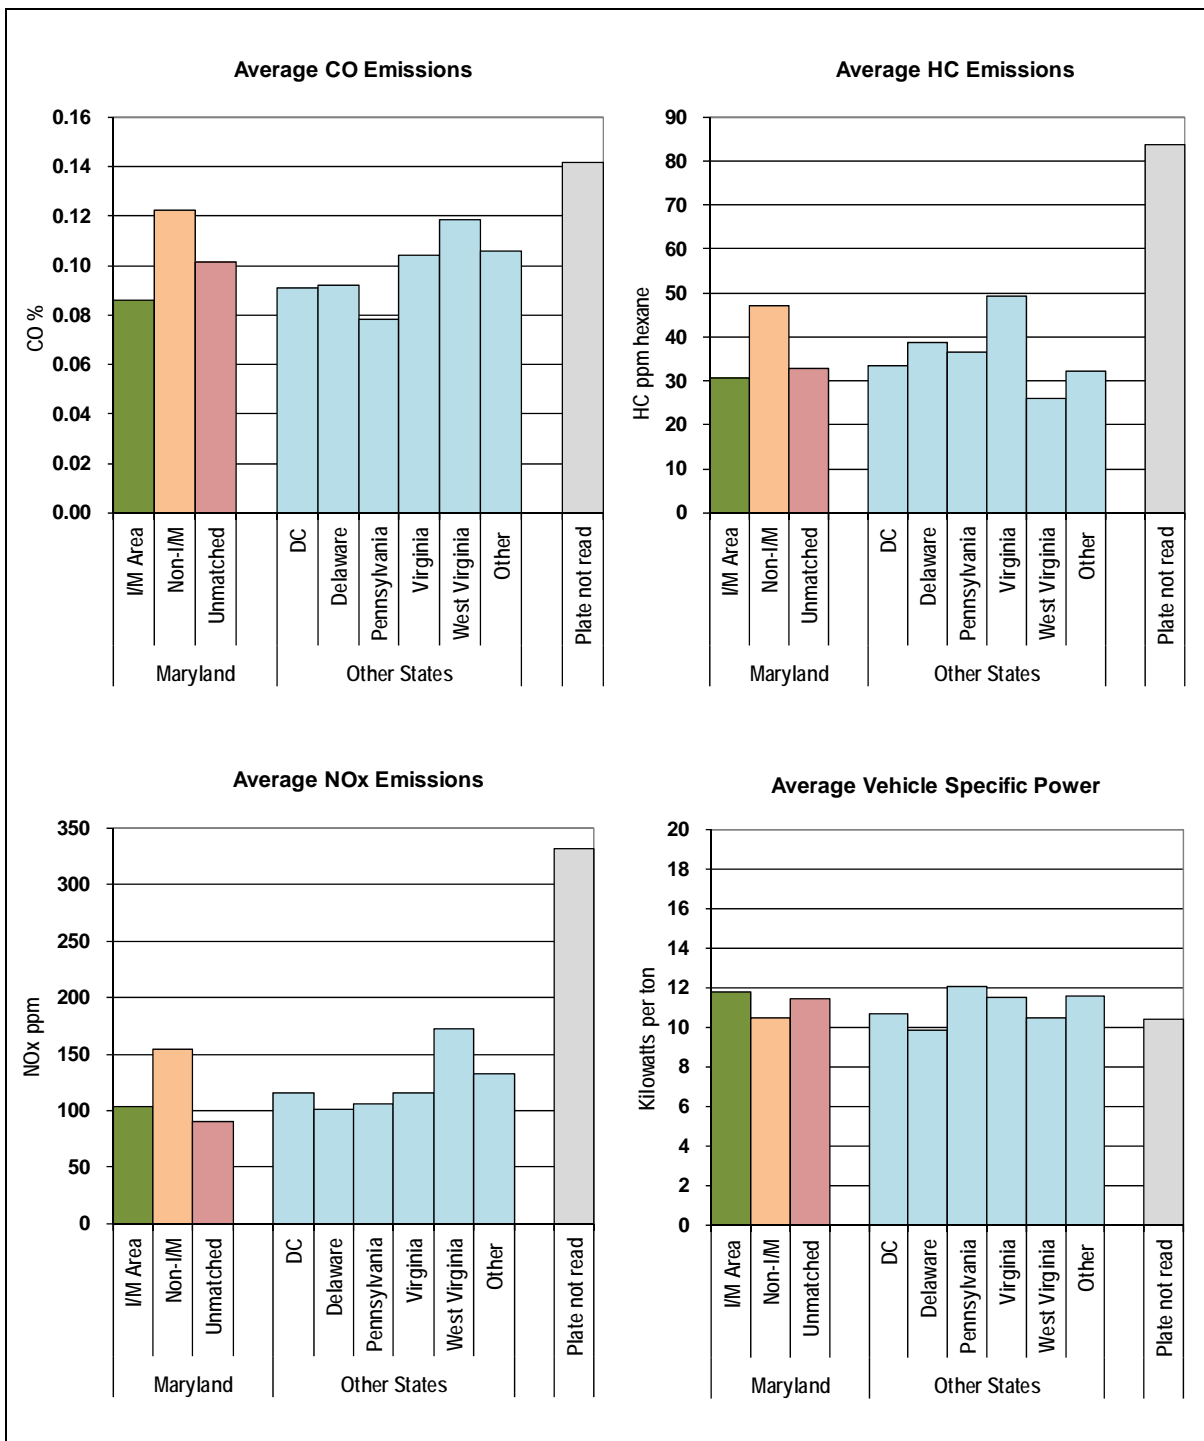 Average CO Emissions
0.16
0.14
0.12
0.10
0.08
0.06
0.04
0.02
0.00
CO %
I/M Area
Non-I/M
Unmatched
DC
Delaware
Pennsylvania
Virginia
West Virginia
Other
Plate not read
Maryland
Other States
Average HC Emissions
90
80
70
60
50
40
30
20
10
0
HC ppm hexane
I/M Area
Non-I/M
Unmatched
DC
Delaware
Pennsylvania
Virginia
West Virginia
Other
Plate not read
Maryland
Other States
Average NOx Emissions
350
300
250
200
150
100
50
0
NOx ppm
I/M Area
Non-I/M
Unmatched
DC
Delaware
Pennsylvania
Virginia
West Virginia
Other
Plate not read
Maryland
Other States
Average Vehicle Specific Power
20
18
16
14
12
10
8
6
4
2
0
Kilowatts per ton
I/M Area
Non-I/M
Unmatched
DC
Delaware
Pennsylvania
Virginia
West Virginia
Other
Plate not read
Maryland
Other States